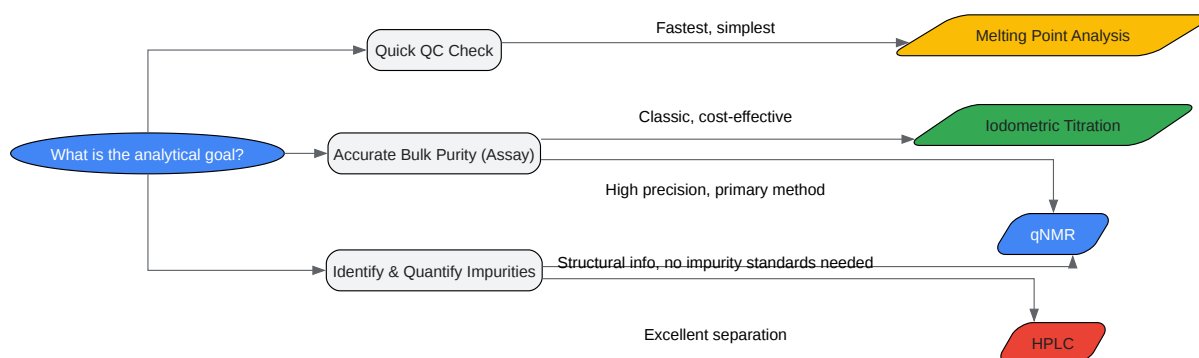 Fastest, simplest
Quick QC Check
Melting Point Analysis
Classic, cost-effective
Iodometric Titration
What is the analytical goal?
Accurate Bulk Purity (Assay)
High precision, primary method
qNMR
Structural info, no impurity standards needed
Identify & Quantify Impurities
Excellent separation
HPLC